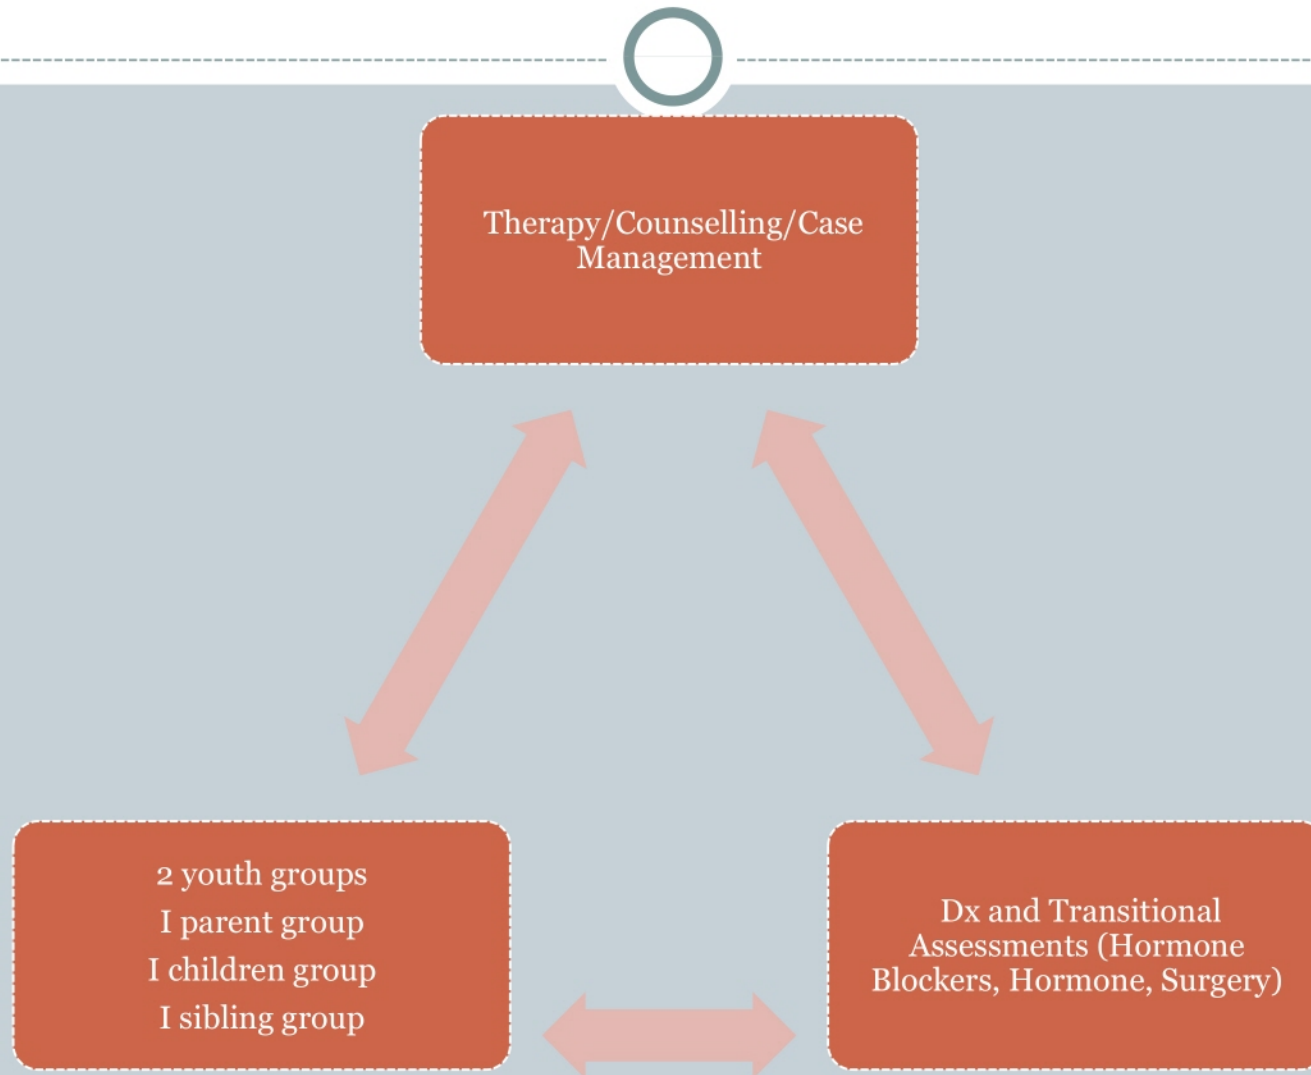 Therapy/Counselling/Case
Management
2 youth groups
I parent group
I children group
I sibling group
Dx and Transitional
Assessments (Hormone
Blockers, Hormone, Surgery)